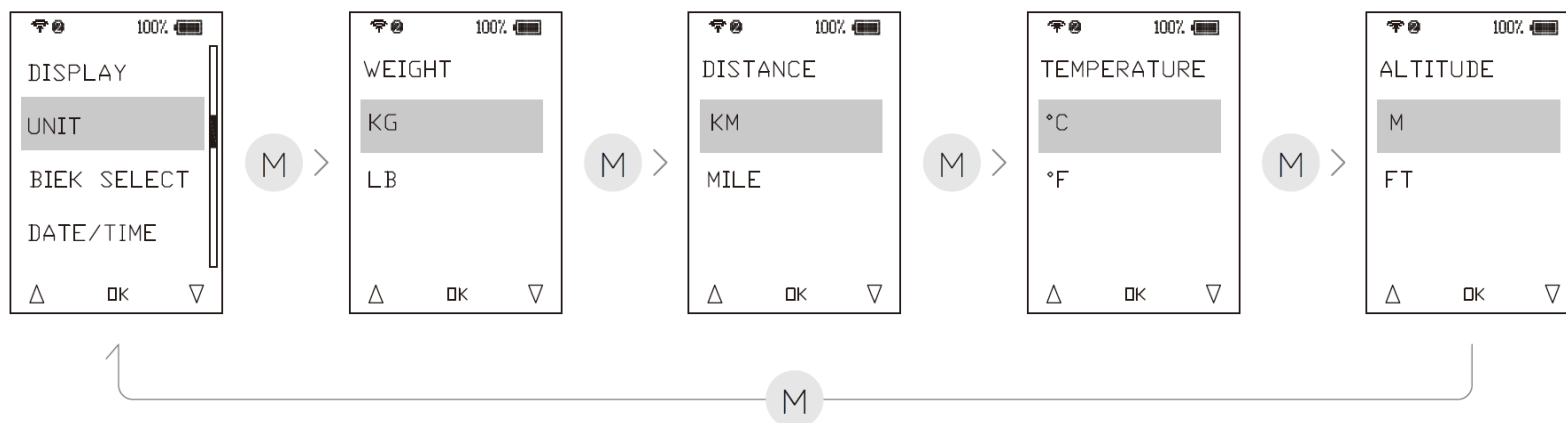 100%
DISPLAY
UNIT
BIEK SELECT
DATE/TIME
OK
M
100%
WEIGHT
KG
LB
OK
M
100%
DISTANCE
KM
MILE
OK
M
100%
TEMPERATURE
°C
°F
OK
M
100%
ALTITUDE
M
FT
OK
M